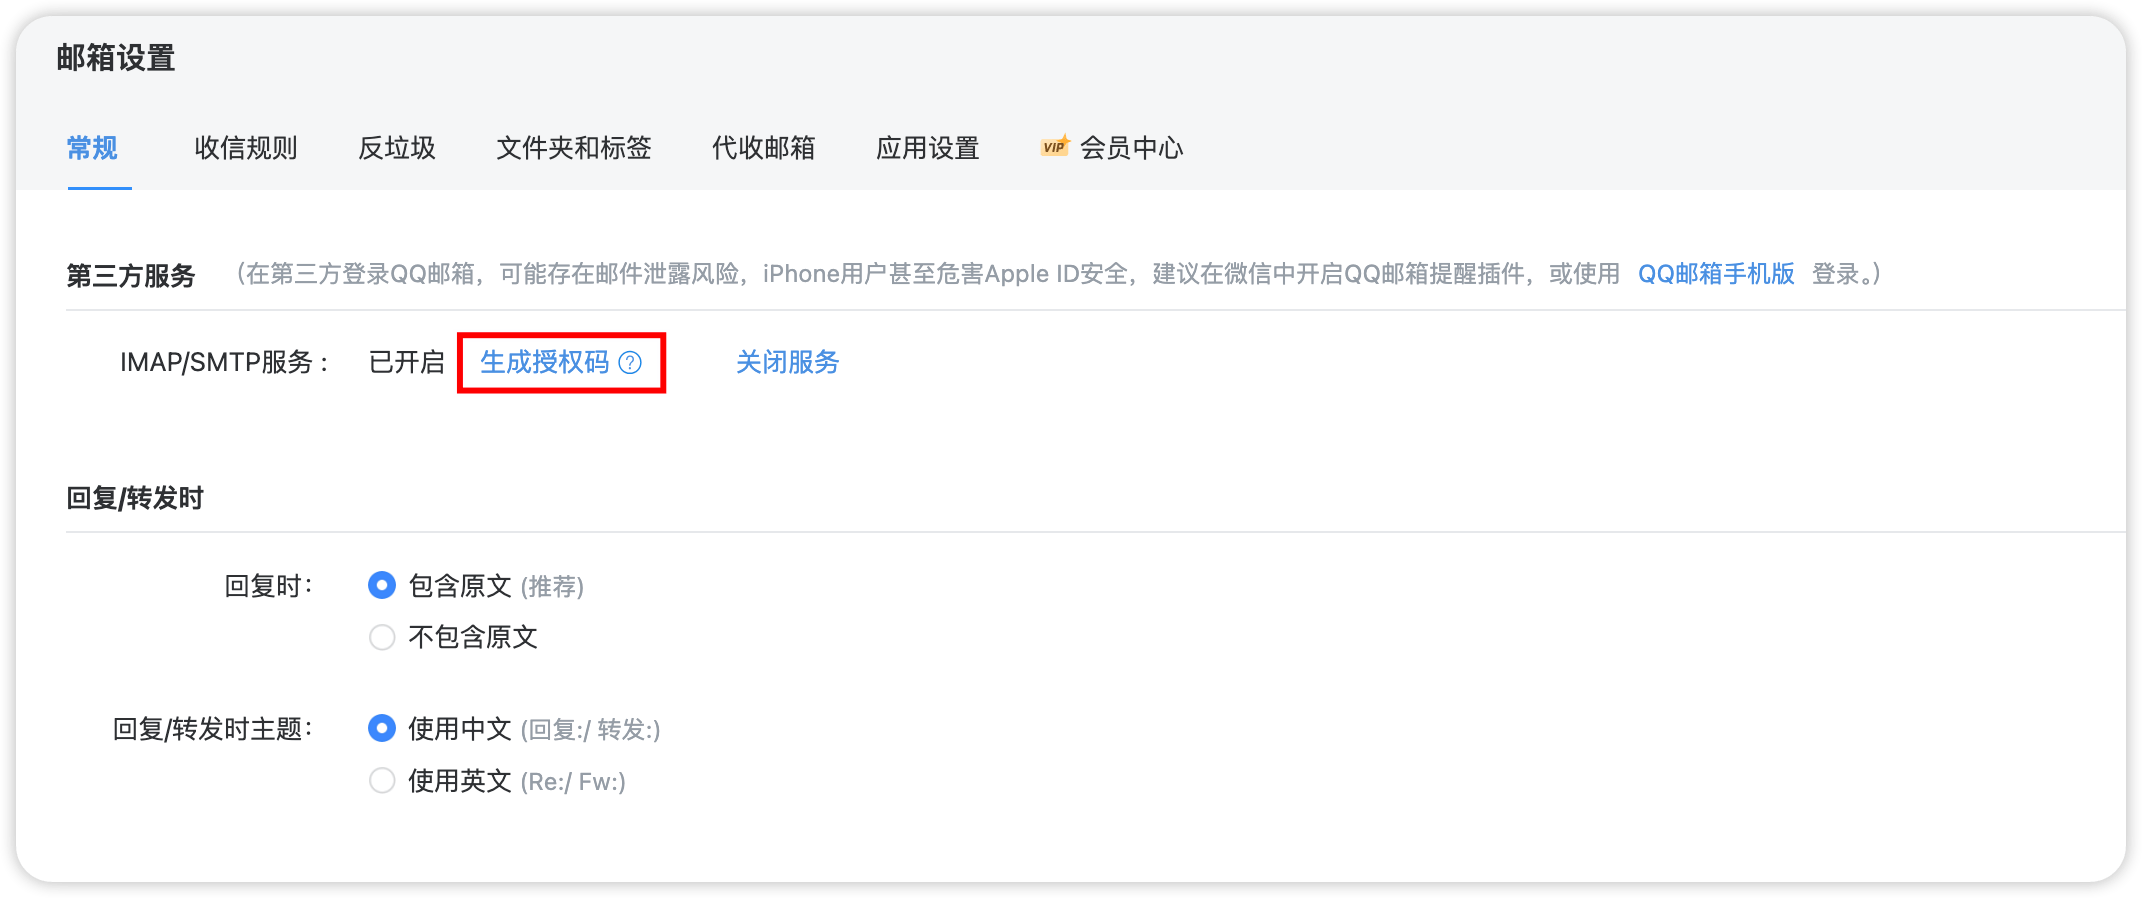 邮箱设置
常规 收信规则 反垃圾 文件夹和标签 代收邮箱 应用设置 VIP 会员中心
第三方服务 （在第三方登录QQ邮箱，可能存在邮件泄露风险，iPhone用户甚至危害Apple ID安全，建议在微信中开启QQ邮箱提醒插件，或使用 QQ邮箱手机版 登录。）
IMAP/SMTP服务： 已开启 生成授权码 ? 关闭服务
回复/转发时
回复时： 包含原文 (推荐)
不包含原文
回复/转发时主题： 使用中文 (回复:/ 转发:)
使用英文 (Re:/ Fw:)